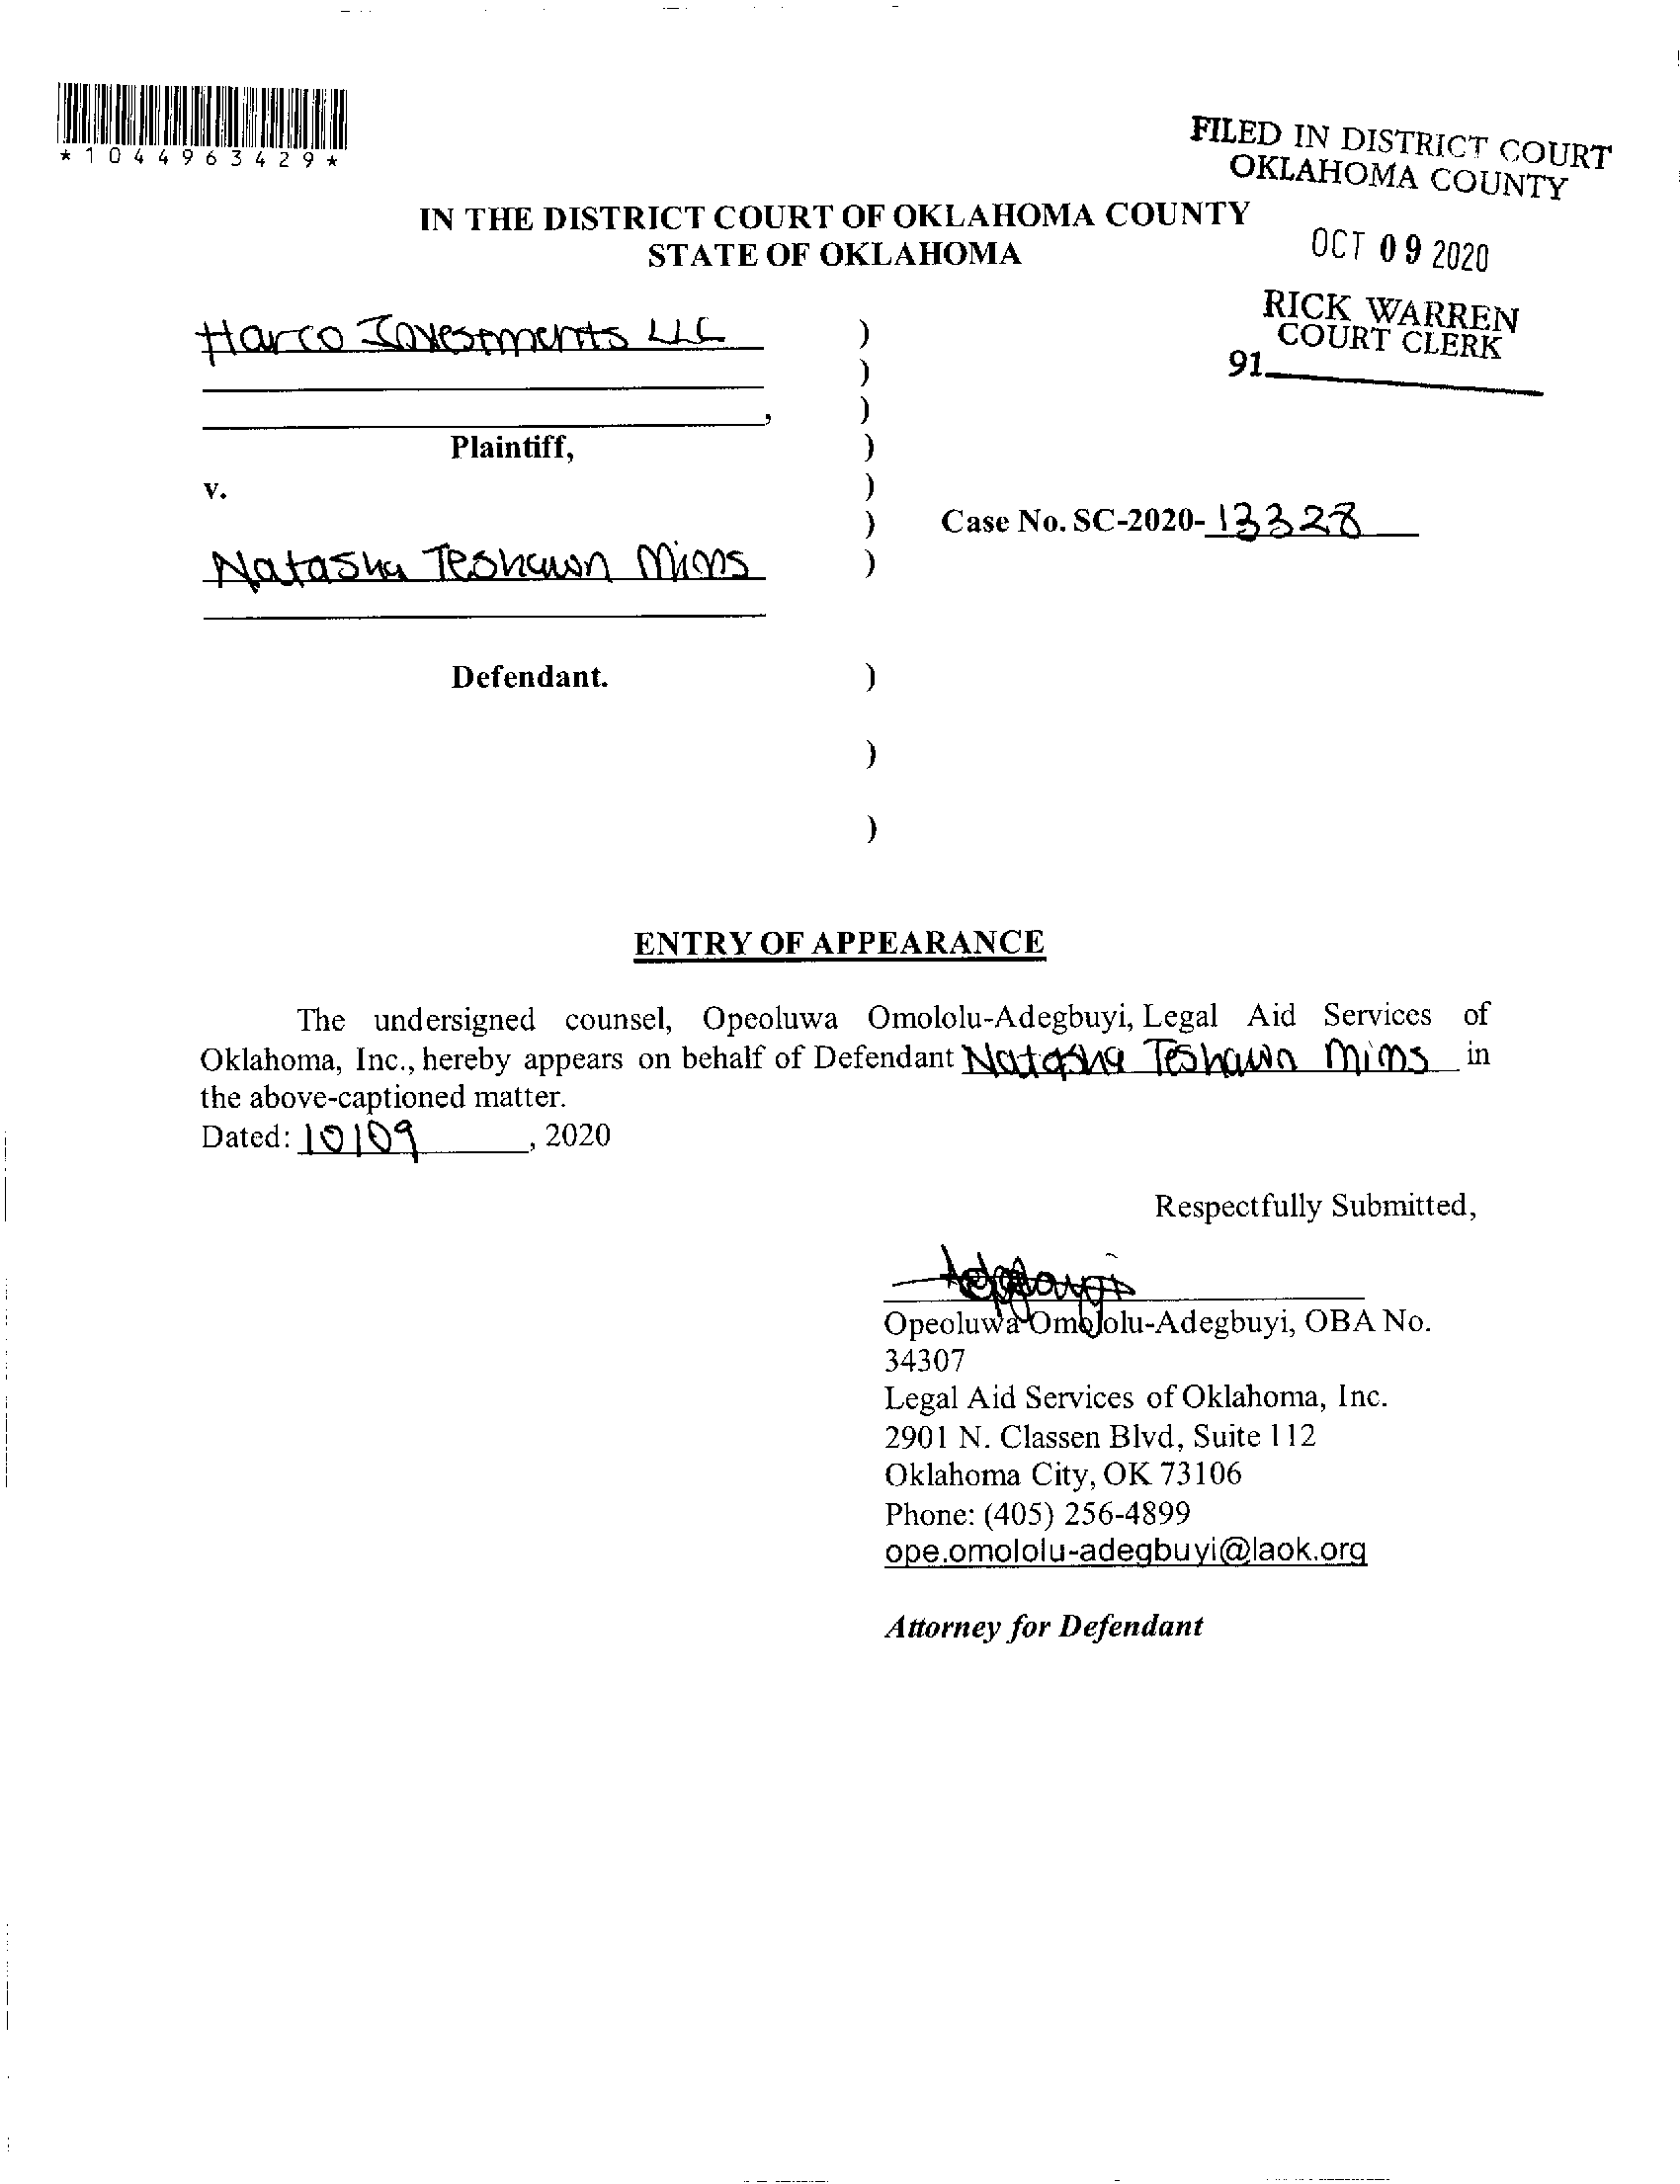 *1044963429*
FILED IN DISTRICT COURT
OKLAHOMA COUNTY
IN THE DISTRICT COURT OF OKLAHOMA COUNTY
STATE OF OKLAHOMA
OCT 09 2020
RICK WARREN
COURT CLERK
91
Harco Investments LLC )
)
, )
Plaintiff, )
v. )
) Case No. SC-2020- 13328
Natasha Teshawn Mims )
Defendant. )
)
)
ENTRY OF APPEARANCE
The undersigned counsel, Opeoluwa Omololu-Adegbuyi, Legal Aid Services of
Oklahoma, Inc., hereby appears on behalf of Defendant Natasha Teshawn Mims in
the above-captioned matter.
Dated: 10/09, 2020
Respectfully Submitted,
Opeoluwa Omololu-Adegbuyi, OBA No.
34307
Legal Aid Services of Oklahoma, Inc.
2901 N. Classen Blvd, Suite 112
Oklahoma City, OK 73106
Phone: (405) 256-4899
ope.omololu-adegbuyi@laok.org
Attorney for Defendant